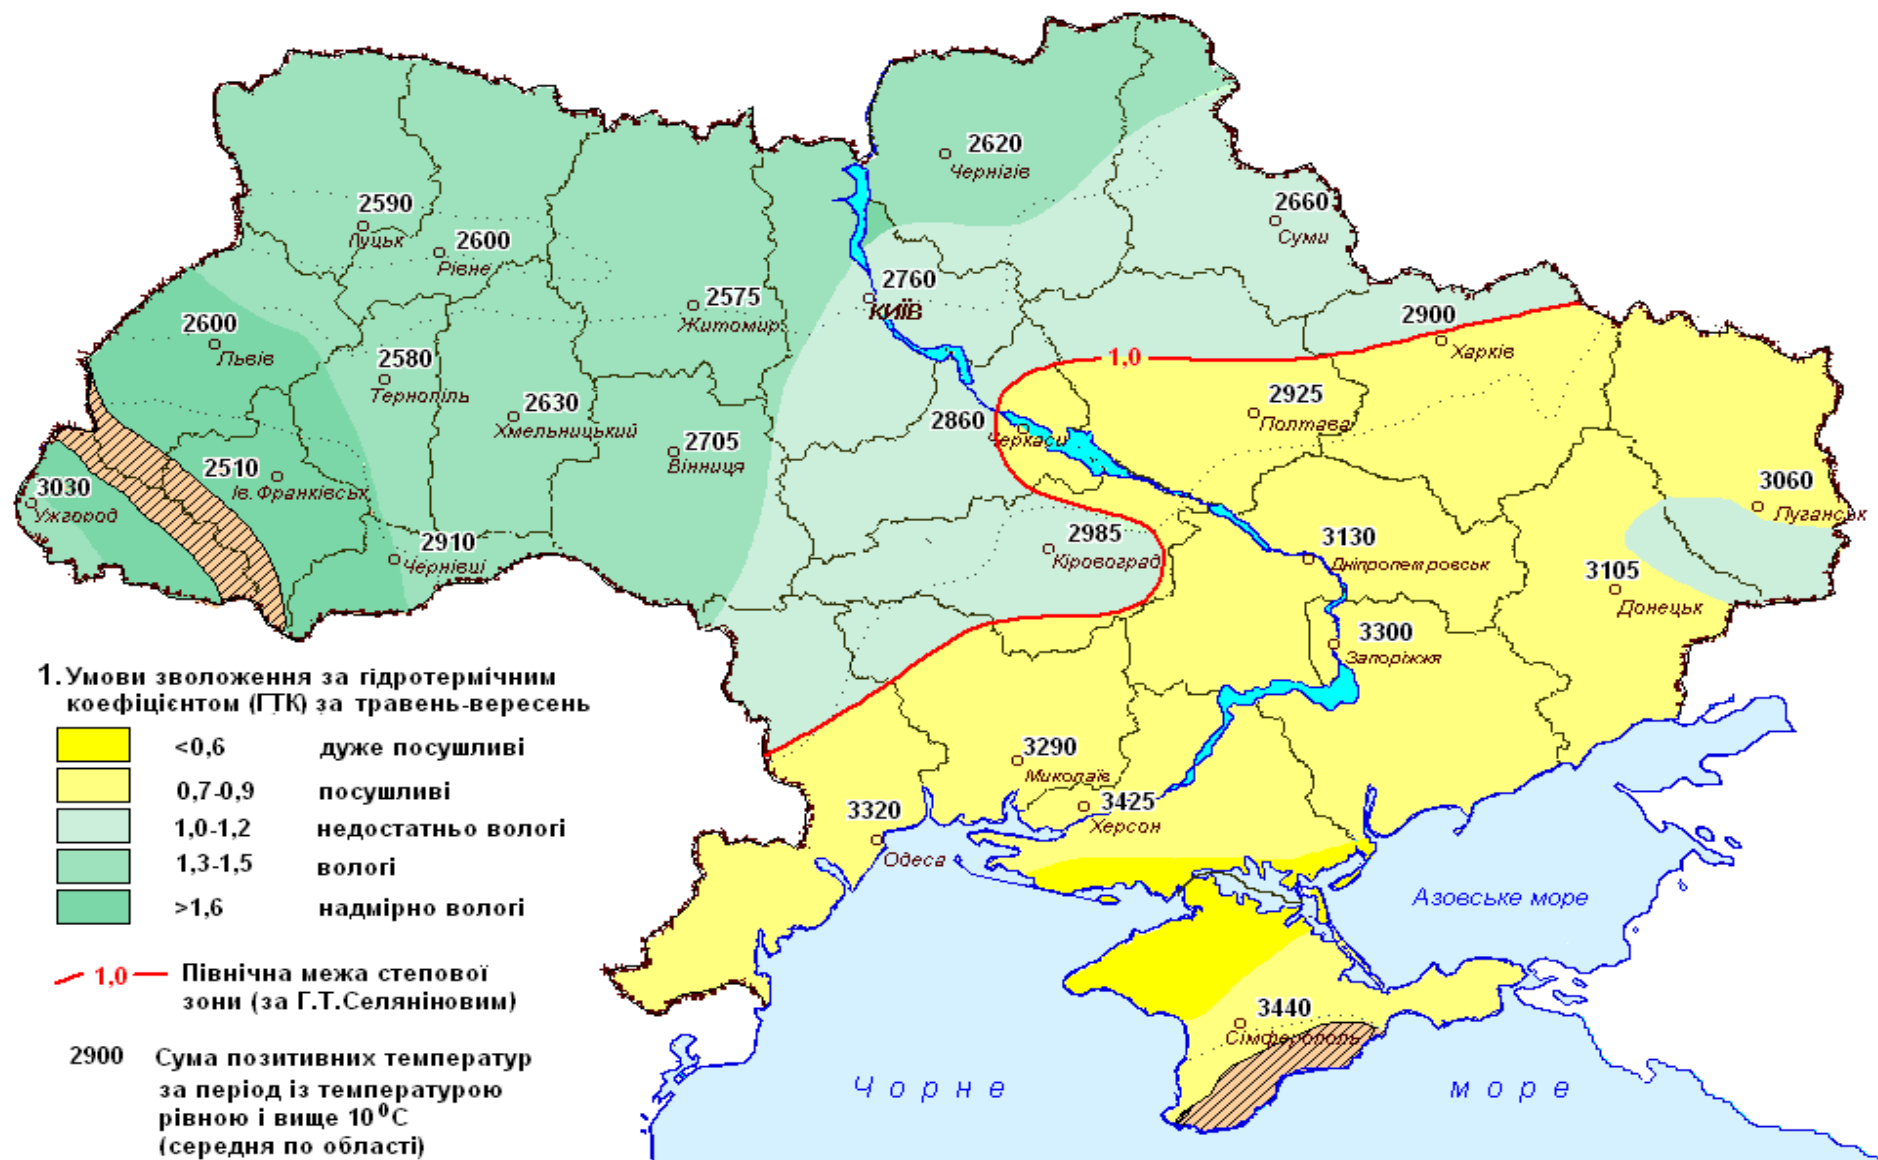 2620
Чернігів
2590
Луцьк
2600
Рівне
2660
Суми
2760
КИЇВ
2575
Житомир
2600
Львів
2580
Тернопіль
2900
Харків
1,0
2630
Хмельницький
2705
Вінниця
2860
Черкаси
2925
Полтава
2510
Ів.Франківськ
3030
Ужгород
2910
Чернівці
2985
Кіровоград
3130
Дніпропетровськ
3060
Луганськ
3105
Донецьк
3300
Запоріжжя
3290
Миколаїв
3425
Херсон
3320
Одеса
3440
Сімферополь
Азовське море
Чорне море
1. Умови зволоження за гідротермічним
коефіцієнтом (ГТК) за травень-вересень
<0,6 дуже посушливі
0,7-0,9 посушливі
1,0-1,2 недостатньо вологі
1,3-1,5 вологі
>1,6 надмірно вологі
1,0 Північна межа степової
зони (за Г.Т.Селяніновим)
2900 Сума позитивних температур
за період із температурою
рівною і вище 10⁰С
(середня по області)